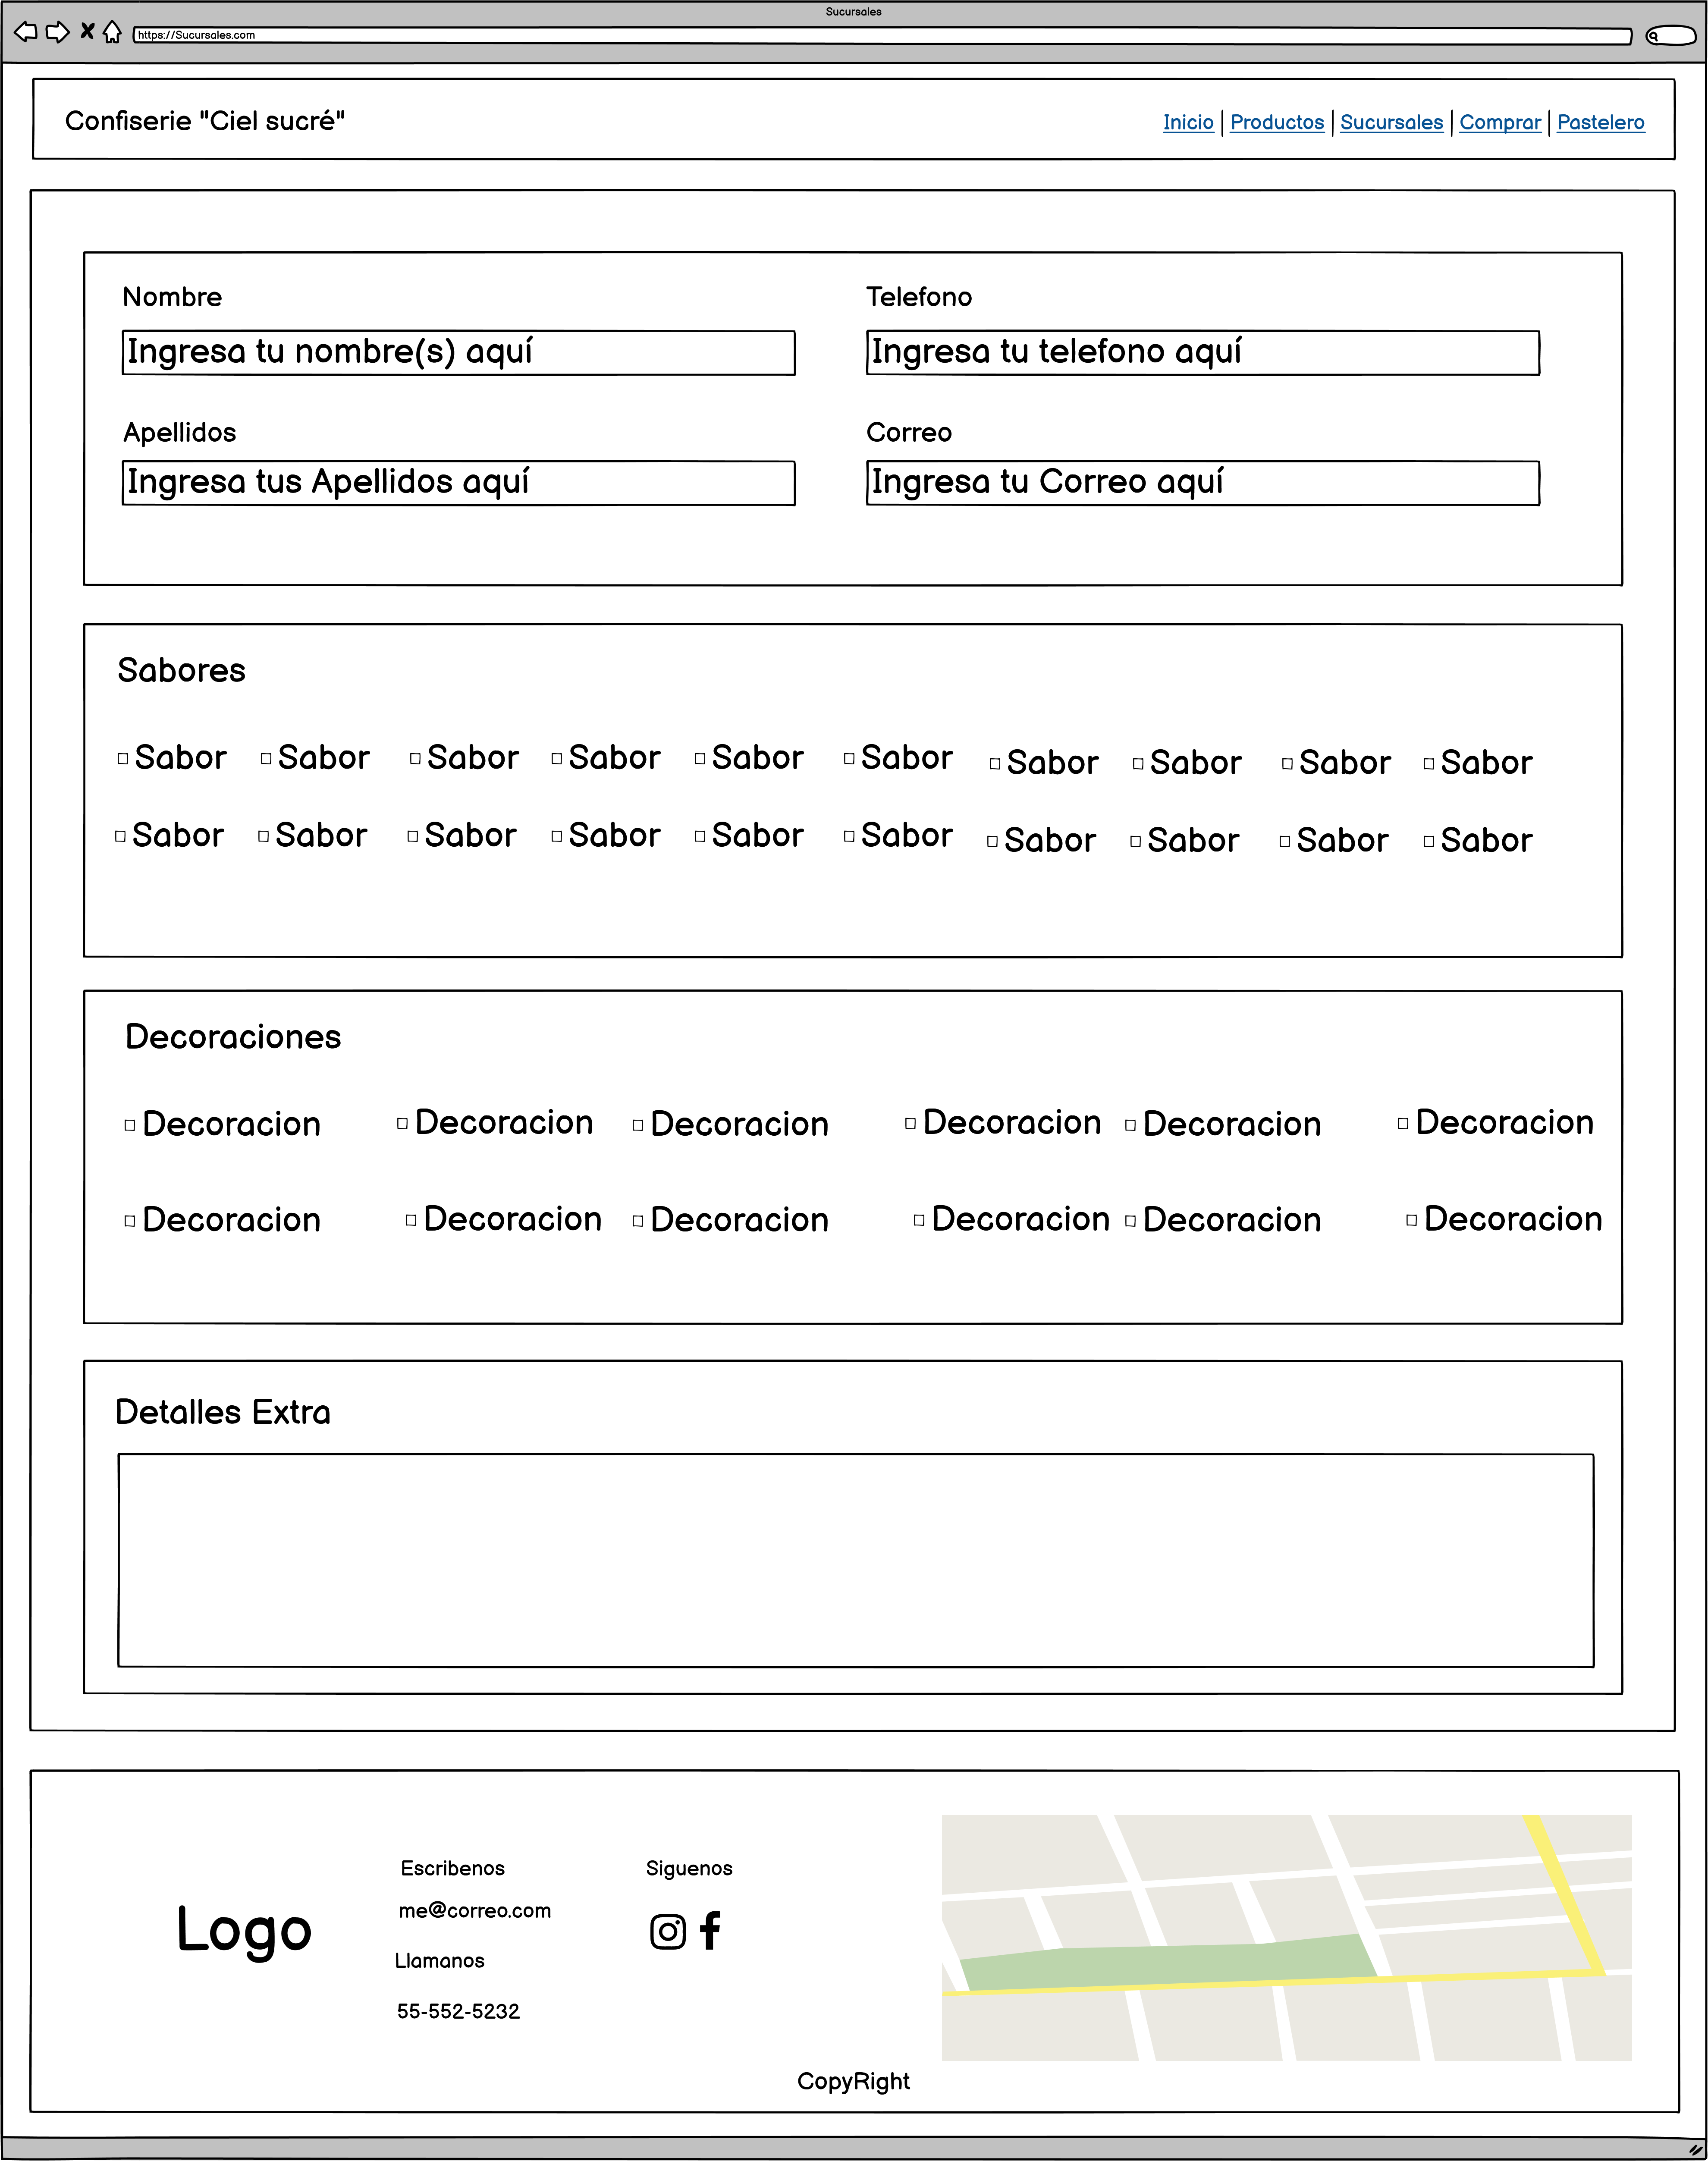 Sucursales
https://Sucursales.com
Confiserie "Ciel sucré"
Inicio | Productos | Sucursales | Comprar | Pastelero
Nombre
Telefono
Ingresa tu nombre(s) aquí
Ingresa tu telefono aquí
Apellidos
Correo
Ingresa tus Apellidos aquí
Ingresa tu Correo aquí
Sabores
Sabor Sabor Sabor Sabor Sabor Sabor Sabor Sabor Sabor Sabor
Sabor Sabor Sabor Sabor Sabor Sabor Sabor Sabor Sabor Sabor
Decoraciones
Decoracion Decoracion Decoracion Decoracion Decoracion Decoracion
Decoracion Decoracion Decoracion Decoracion Decoracion Decoracion
Detalles Extra
Logo
Escribenos
me@correo.com
Llamanos
55-552-5232
Siguenos
CopyRight